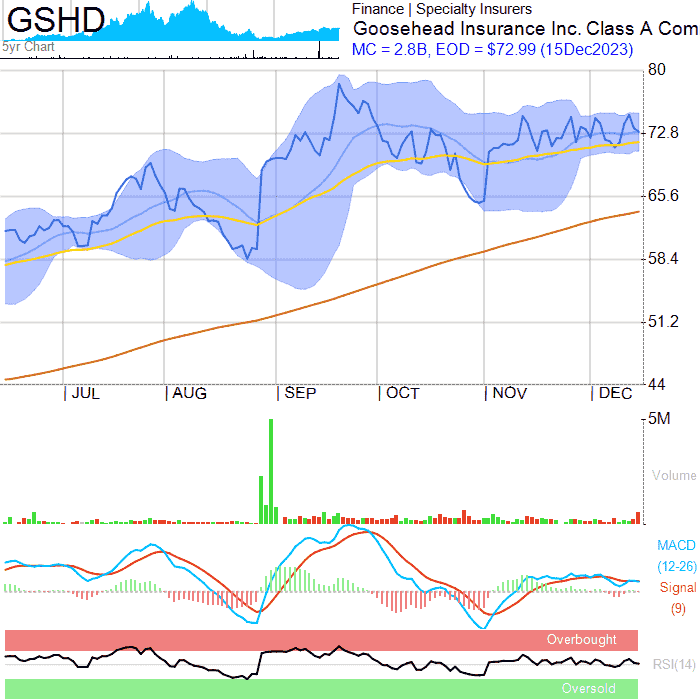 GSHD
5yr Chart
Finance | Specialty Insurers
Goosehead Insurance Inc. Class A Com
MC = 2.8B, EOD = $72.99 (15Dec2023)
80
72.8
65.6
58.4
51.2
44
JUL AUG SEP OCT NOV DEC
5M
Volume
MACD
(12-26)
Signal
(9)
Overbought
RSI(14)
Oversold